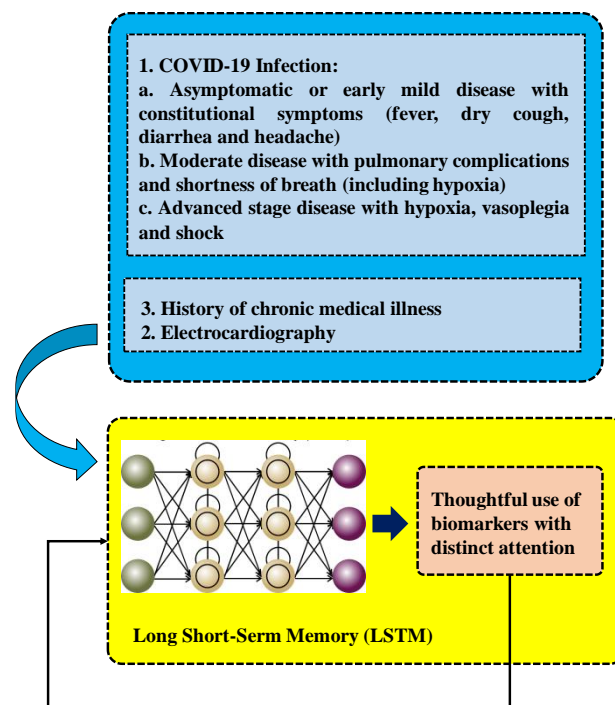 1. COVID-19 Infection:
a. Asymptomatic or early mild disease with
constitutional symptoms (fever, dry cough,
diarrhea and headache)
b. Moderate disease with pulmonary complications
and shortness of breath (including hypoxia)
c. Advanced stage disease with hypoxia, vasoplegia
and shock
3. History of chronic medical illness
2. Electrocardiography
Thoughtful use of
biomarkers with
distinct attention
Long Short-Serm Memory (LSTM)